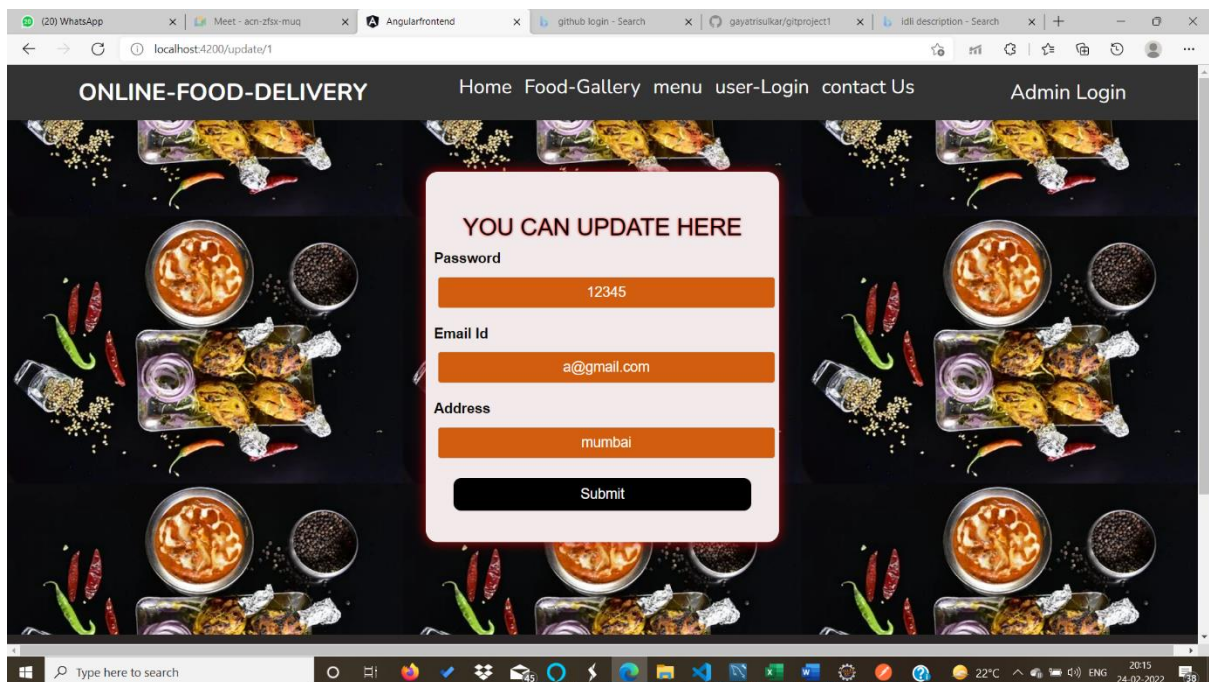 (20) WhatsApp
Meet - acn-zfsx-muq
Angularfrontend
github login - Search
gayatrisulkar/gitproject1
idli description - Search
localhost:4200/update/1
ONLINE-FOOD-DELIVERY
Home Food-Gallery menu user-Login contact Us
Admin Login
YOU CAN UPDATE HERE
Password
12345
Email Id
a@gmail.com
Address
mumbai
Submit
Type here to search
45
22°C
ENG
20:15
24-02-2022
38